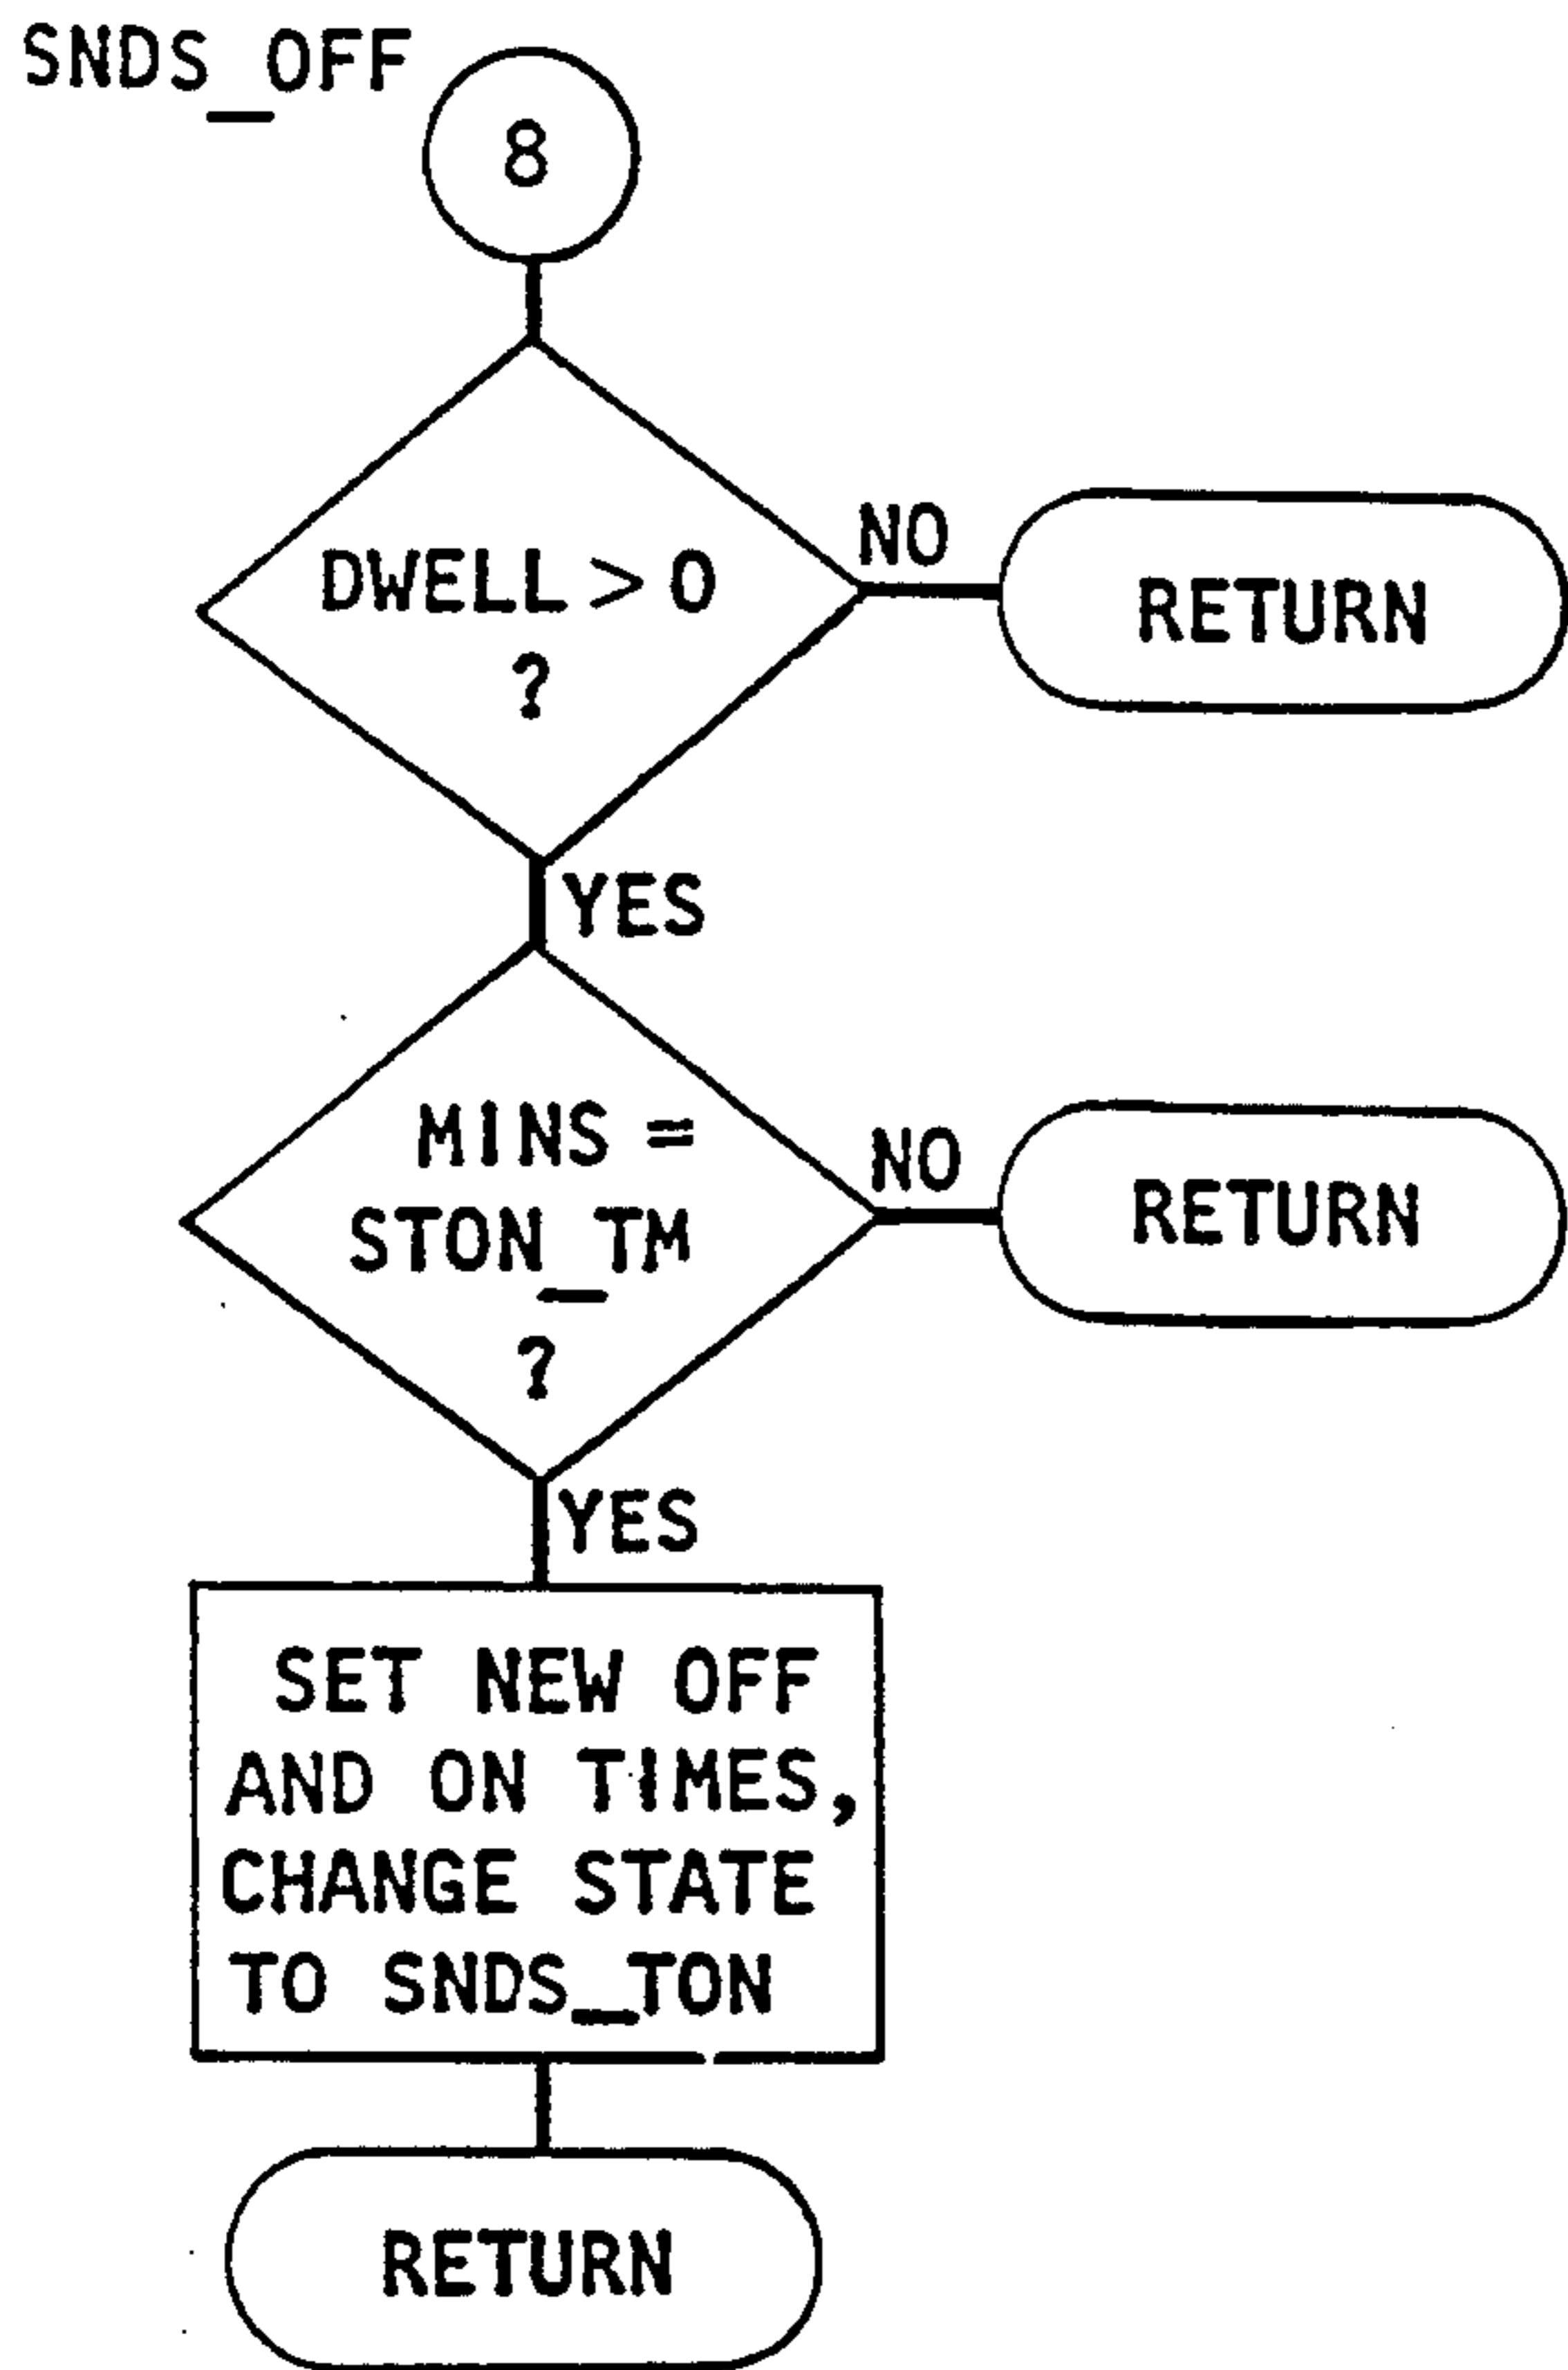 SNDS_OFF
8
DWELL > 0
?
NO
RETURN
YES
MINS =
STON_TM
?
NO
RETURN
YES
SET NEW OFF
AND ON TIMES,
CHANGE STATE
TO SNDS_TON
RETURN